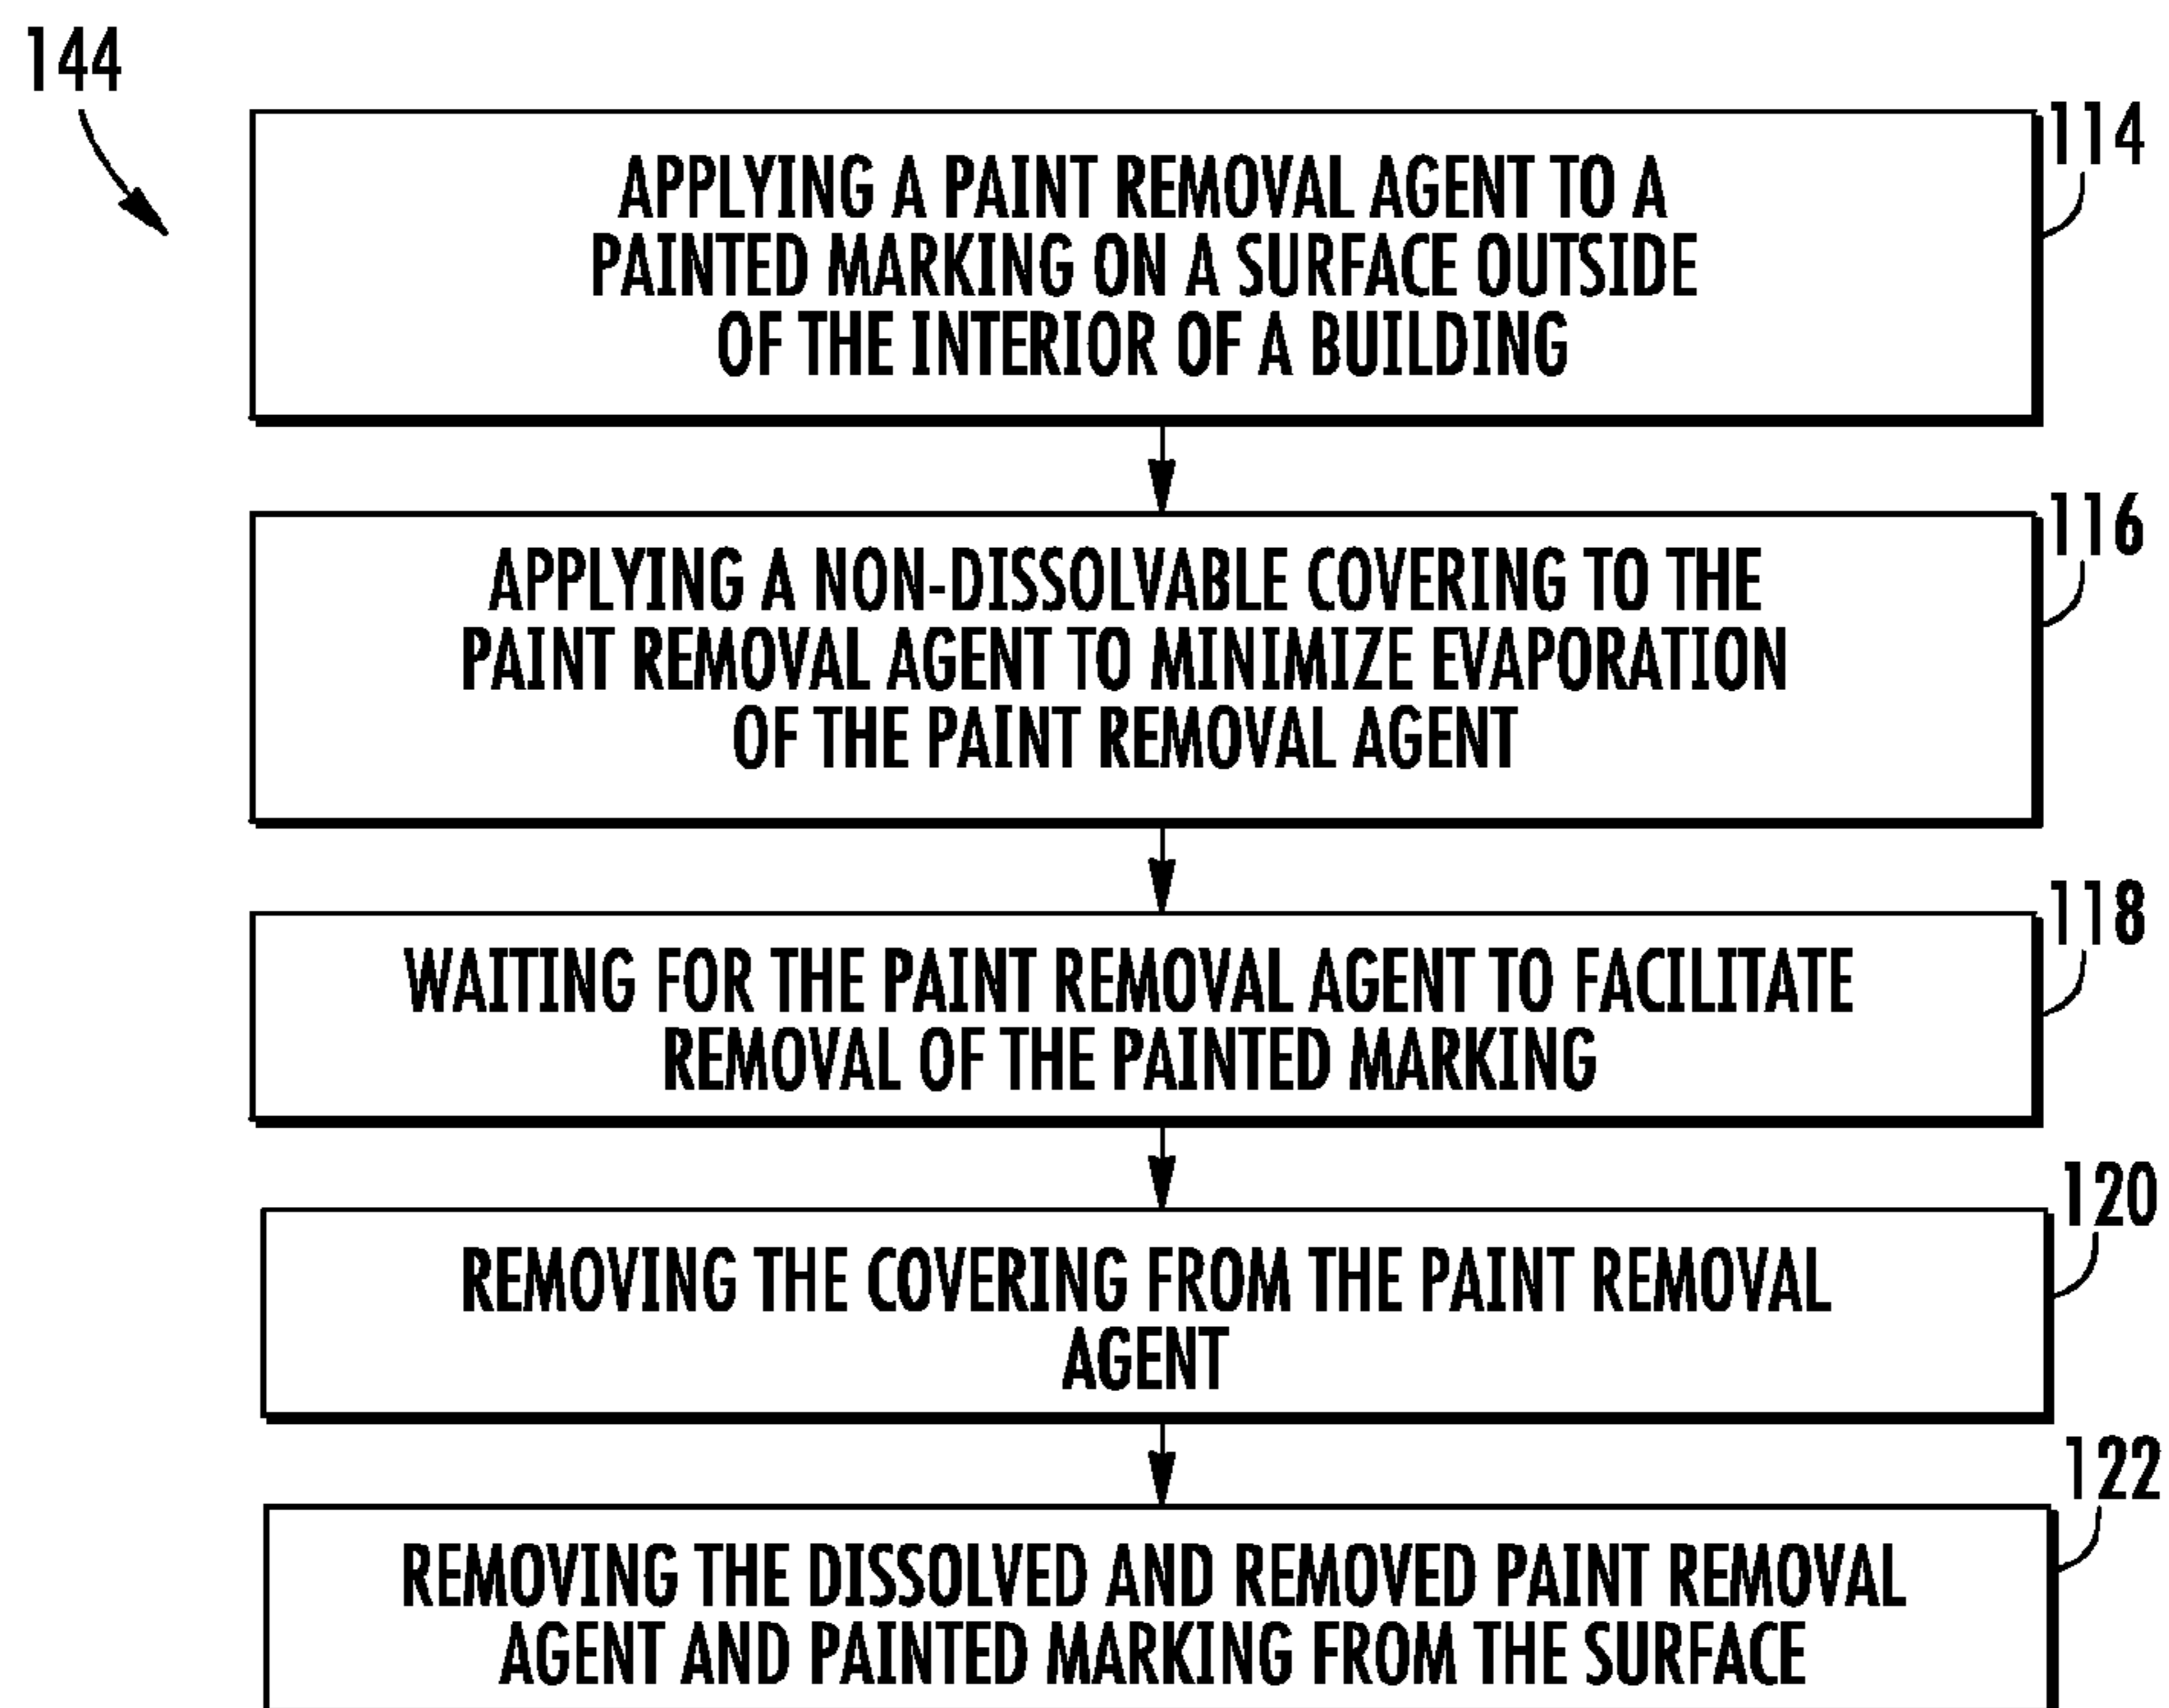 144
114
APPLYING A PAINT REMOVAL AGENT TO A
PAINTED MARKING ON A SURFACE OUTSIDE
OF THE INTERIOR OF A BUILDING
116
APPLYING A NON-DISSOLVABLE COVERING TO THE
PAINT REMOVAL AGENT TO MINIMIZE EVAPORATION
OF THE PAINT REMOVAL AGENT
118
WAITING FOR THE PAINT REMOVAL AGENT TO FACILITATE
REMOVAL OF THE PAINTED MARKING
120
REMOVING THE COVERING FROM THE PAINT REMOVAL
AGENT
122
REMOVING THE DISSOLVED AND REMOVED PAINT REMOVAL
AGENT AND PAINTED MARKING FROM THE SURFACE